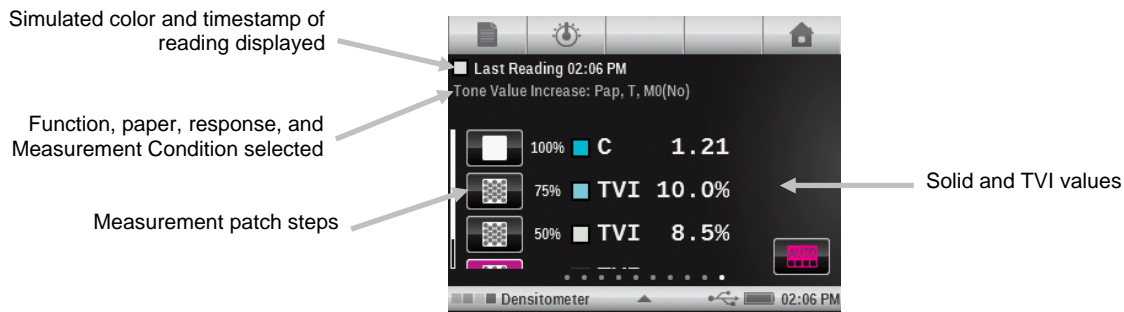 Simulated color and timestamp of
reading displayed
Function, paper, response, and
Measurement Condition selected
Measurement patch steps
Last Reading 02:06 PM
Tone Value Increase: Pap, T, M0(No)
100% C 1.21
75% TVI 10.0%
50% TVI 8.5%
AUTO
Densitometer 02:06 PM
Solid and TVI values